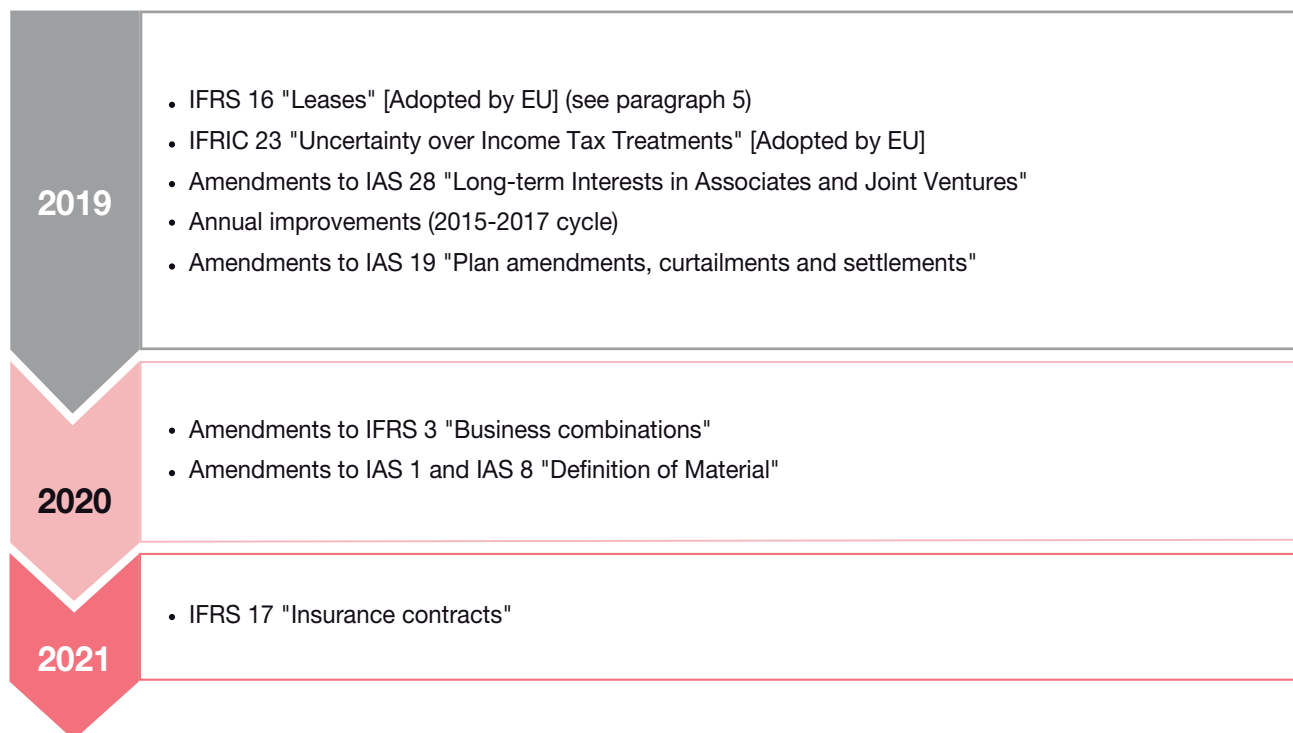 2019
• IFRS 16 "Leases" [Adopted by EU] (see paragraph 5)
• IFRIC 23 "Uncertainty over Income Tax Treatments" [Adopted by EU]
• Amendments to IAS 28 "Long-term Interests in Associates and Joint Ventures"
• Annual improvements (2015-2017 cycle)
• Amendments to IAS 19 "Plan amendments, curtailments and settlements"
2020
• Amendments to IFRS 3 "Business combinations"
• Amendments to IAS 1 and IAS 8 "Definition of Material"
2021
• IFRS 17 "Insurance contracts"